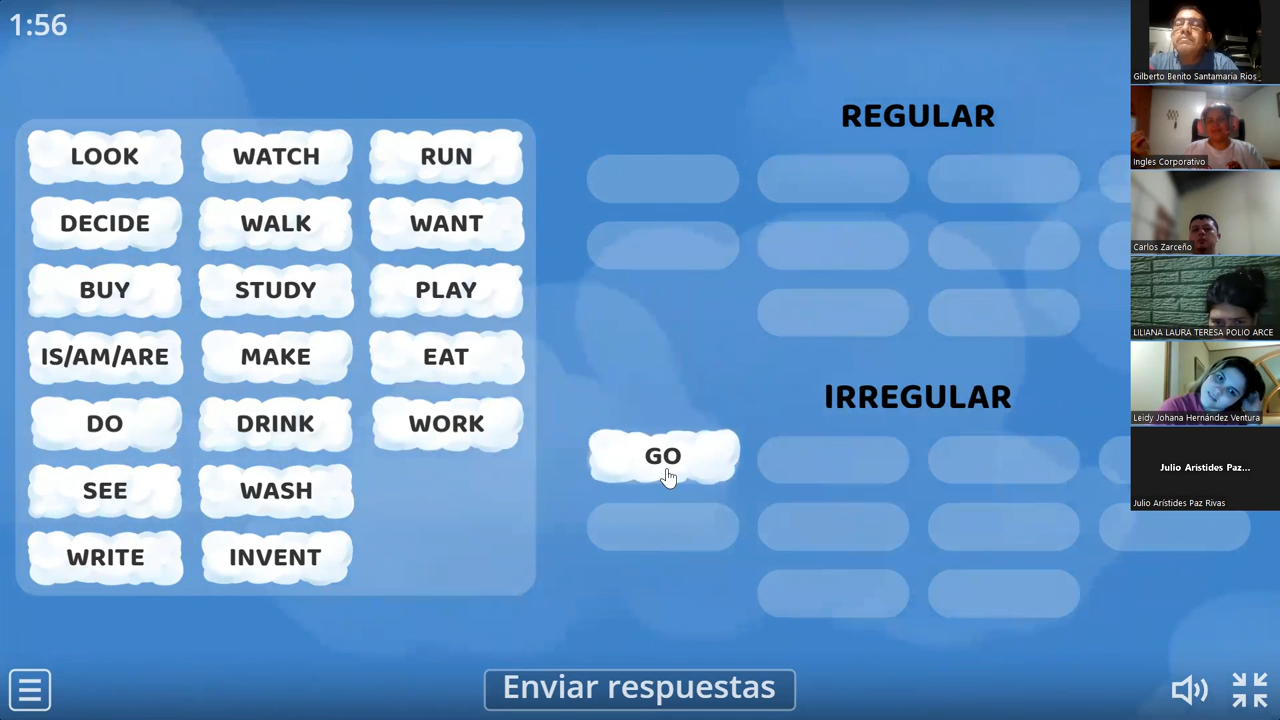 1:56
REGULAR
LOOK WATCH RUN
DECIDE WALK WANT
BUY STUDY PLAY
IS/AM/ARE MAKE EAT
DO DRINK WORK
SEE WASH
WRITE INVENT
IRREGULAR
GO
Enviar respuestas
Gilberto Benito Santamaria Rios
Ingles Corporativo
Carlos Zarceño
LILIANA LAURA TERESA POLIO ARCE
Leidy Johana Hernández Ventura
Julio Aristides Paz...
Julio Arístides Paz Rivas